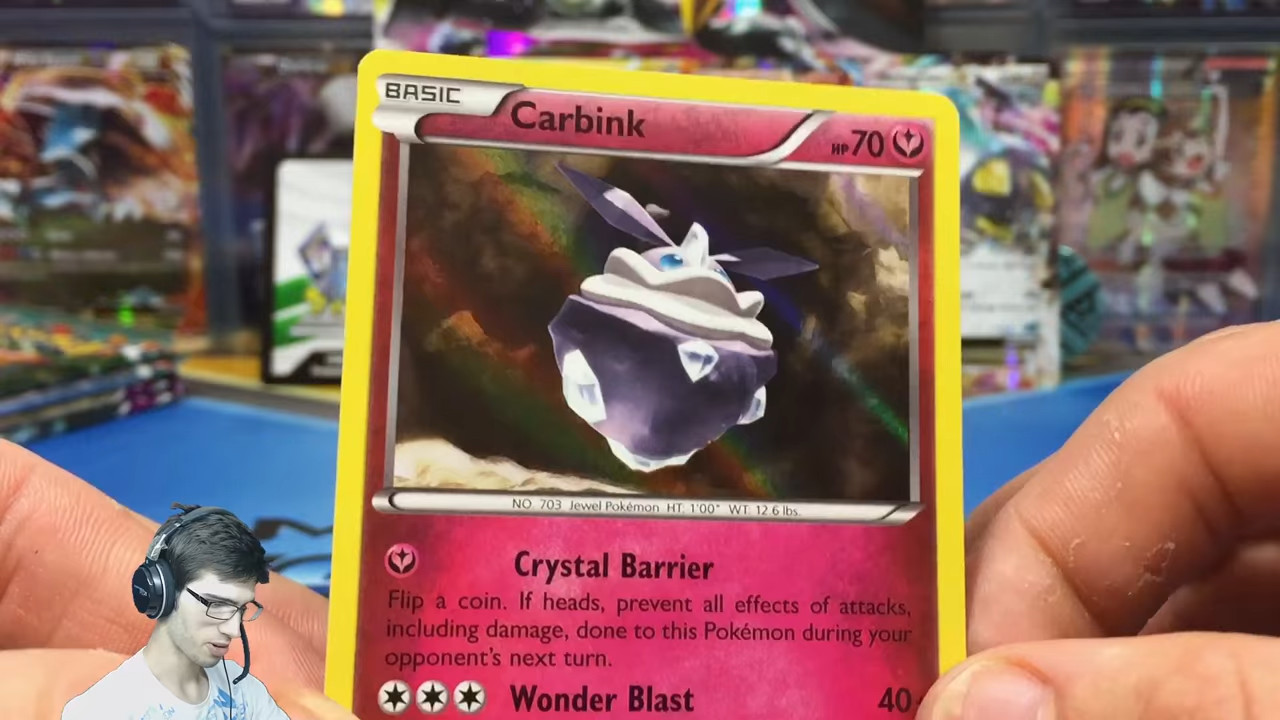 BASIC
Carbink
HP 70
NO. 703 Jewel Pokémon HT. 1'00" WT. 12.6 lbs.
Crystal Barrier
Flip a coin. If heads, prevent all effects of attacks,
including damage, done to this Pokémon during your
opponent's next turn.
Wonder Blast 40